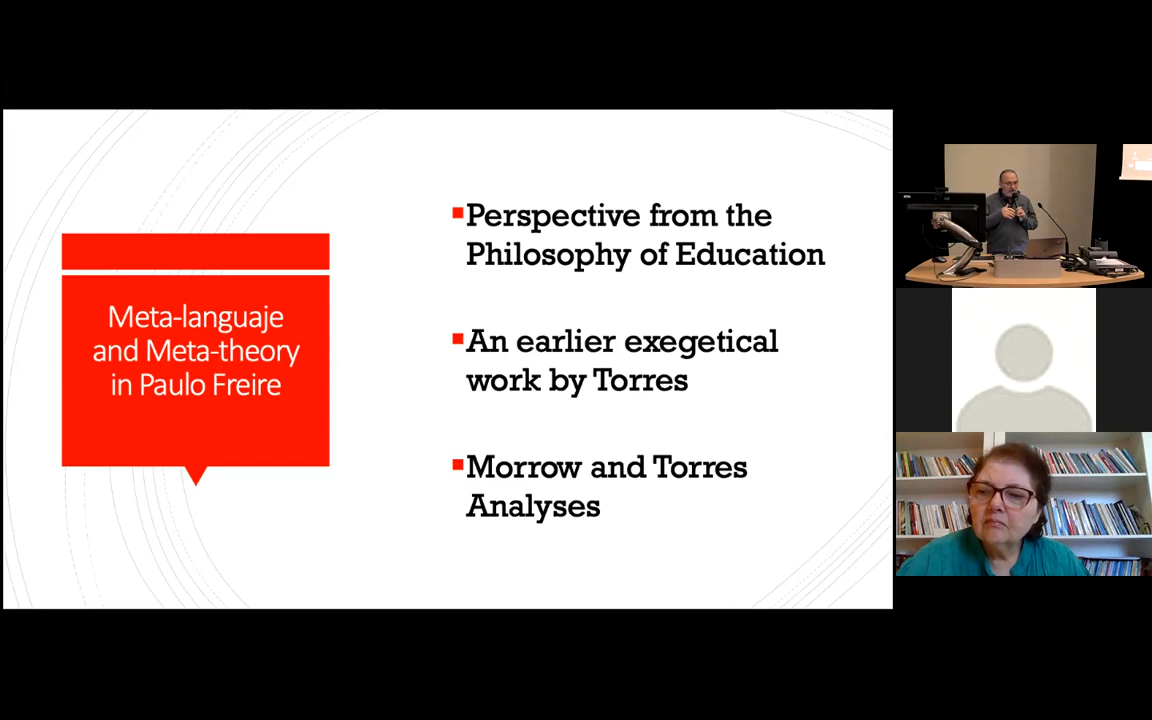 Meta-languaje
and Meta-theory
in Paulo Freire
Perspective from the
Philosophy of Education
An earlier exegetical
work by Torres
Morrow and Torres
Analyses